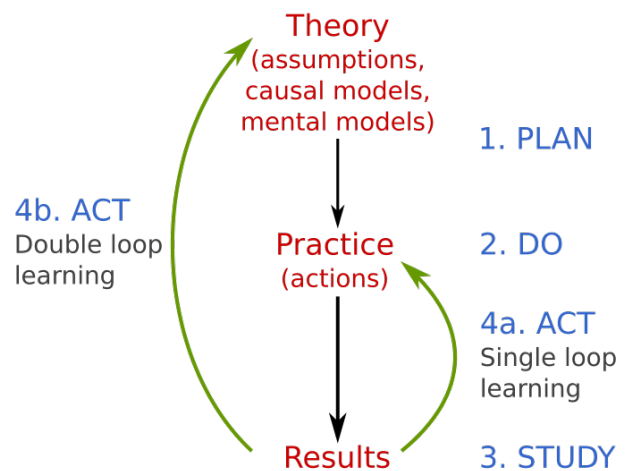 Theory
(assumptions,
causal models,
mental models)
1. PLAN
4b. ACT
Double loop
learning
Practice
(actions)
2. DO
4a. ACT
Single loop
learning
Results
3. STUDY